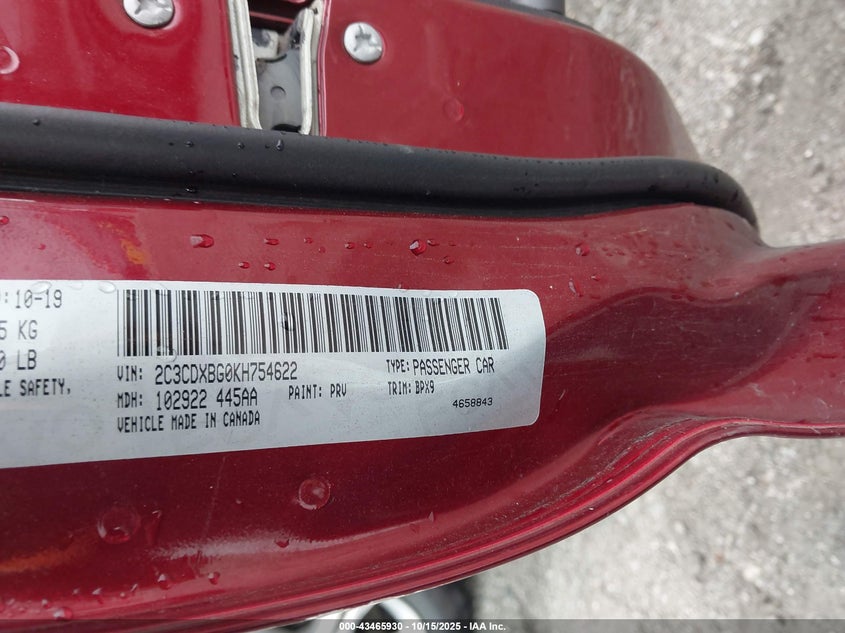 :10-19
5 KG
0 LB
LE SAFETY,
VIN: 2C3CDXBG0KH754622 TYPE: PASSENGER CAR
MDH: 102922 445AA PAINT: PRV TRIM: BPX9
VEHICLE MADE IN CANADA 4658843
000-43465930 - 10/15/2025 - IAA Inc.